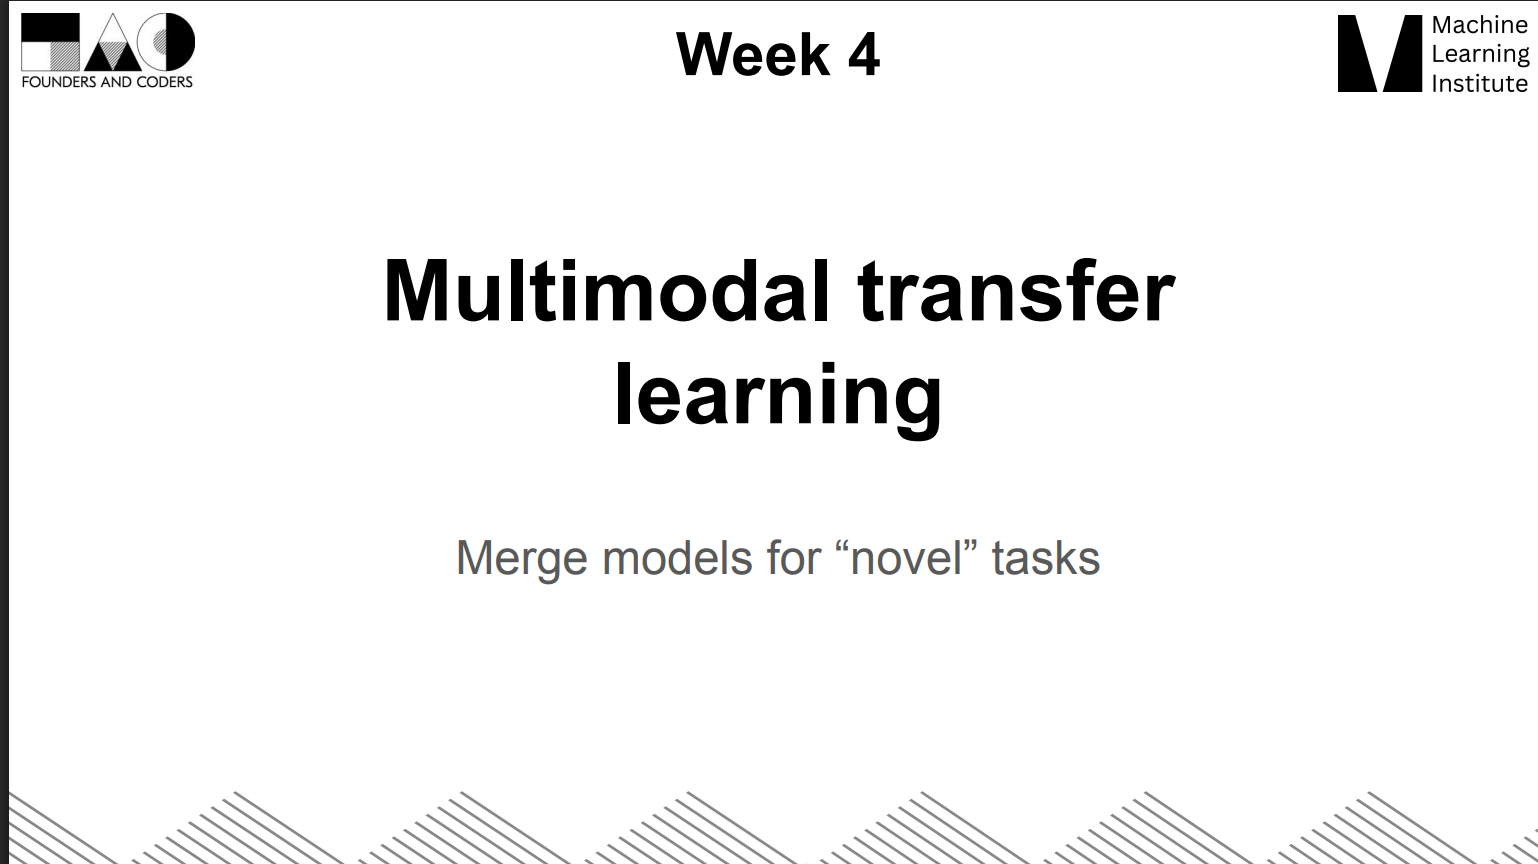 FOUNDERS AND CODERS
Week 4
Machine
Learning
Institute
Multimodal transfer
learning
Merge models for “novel” tasks